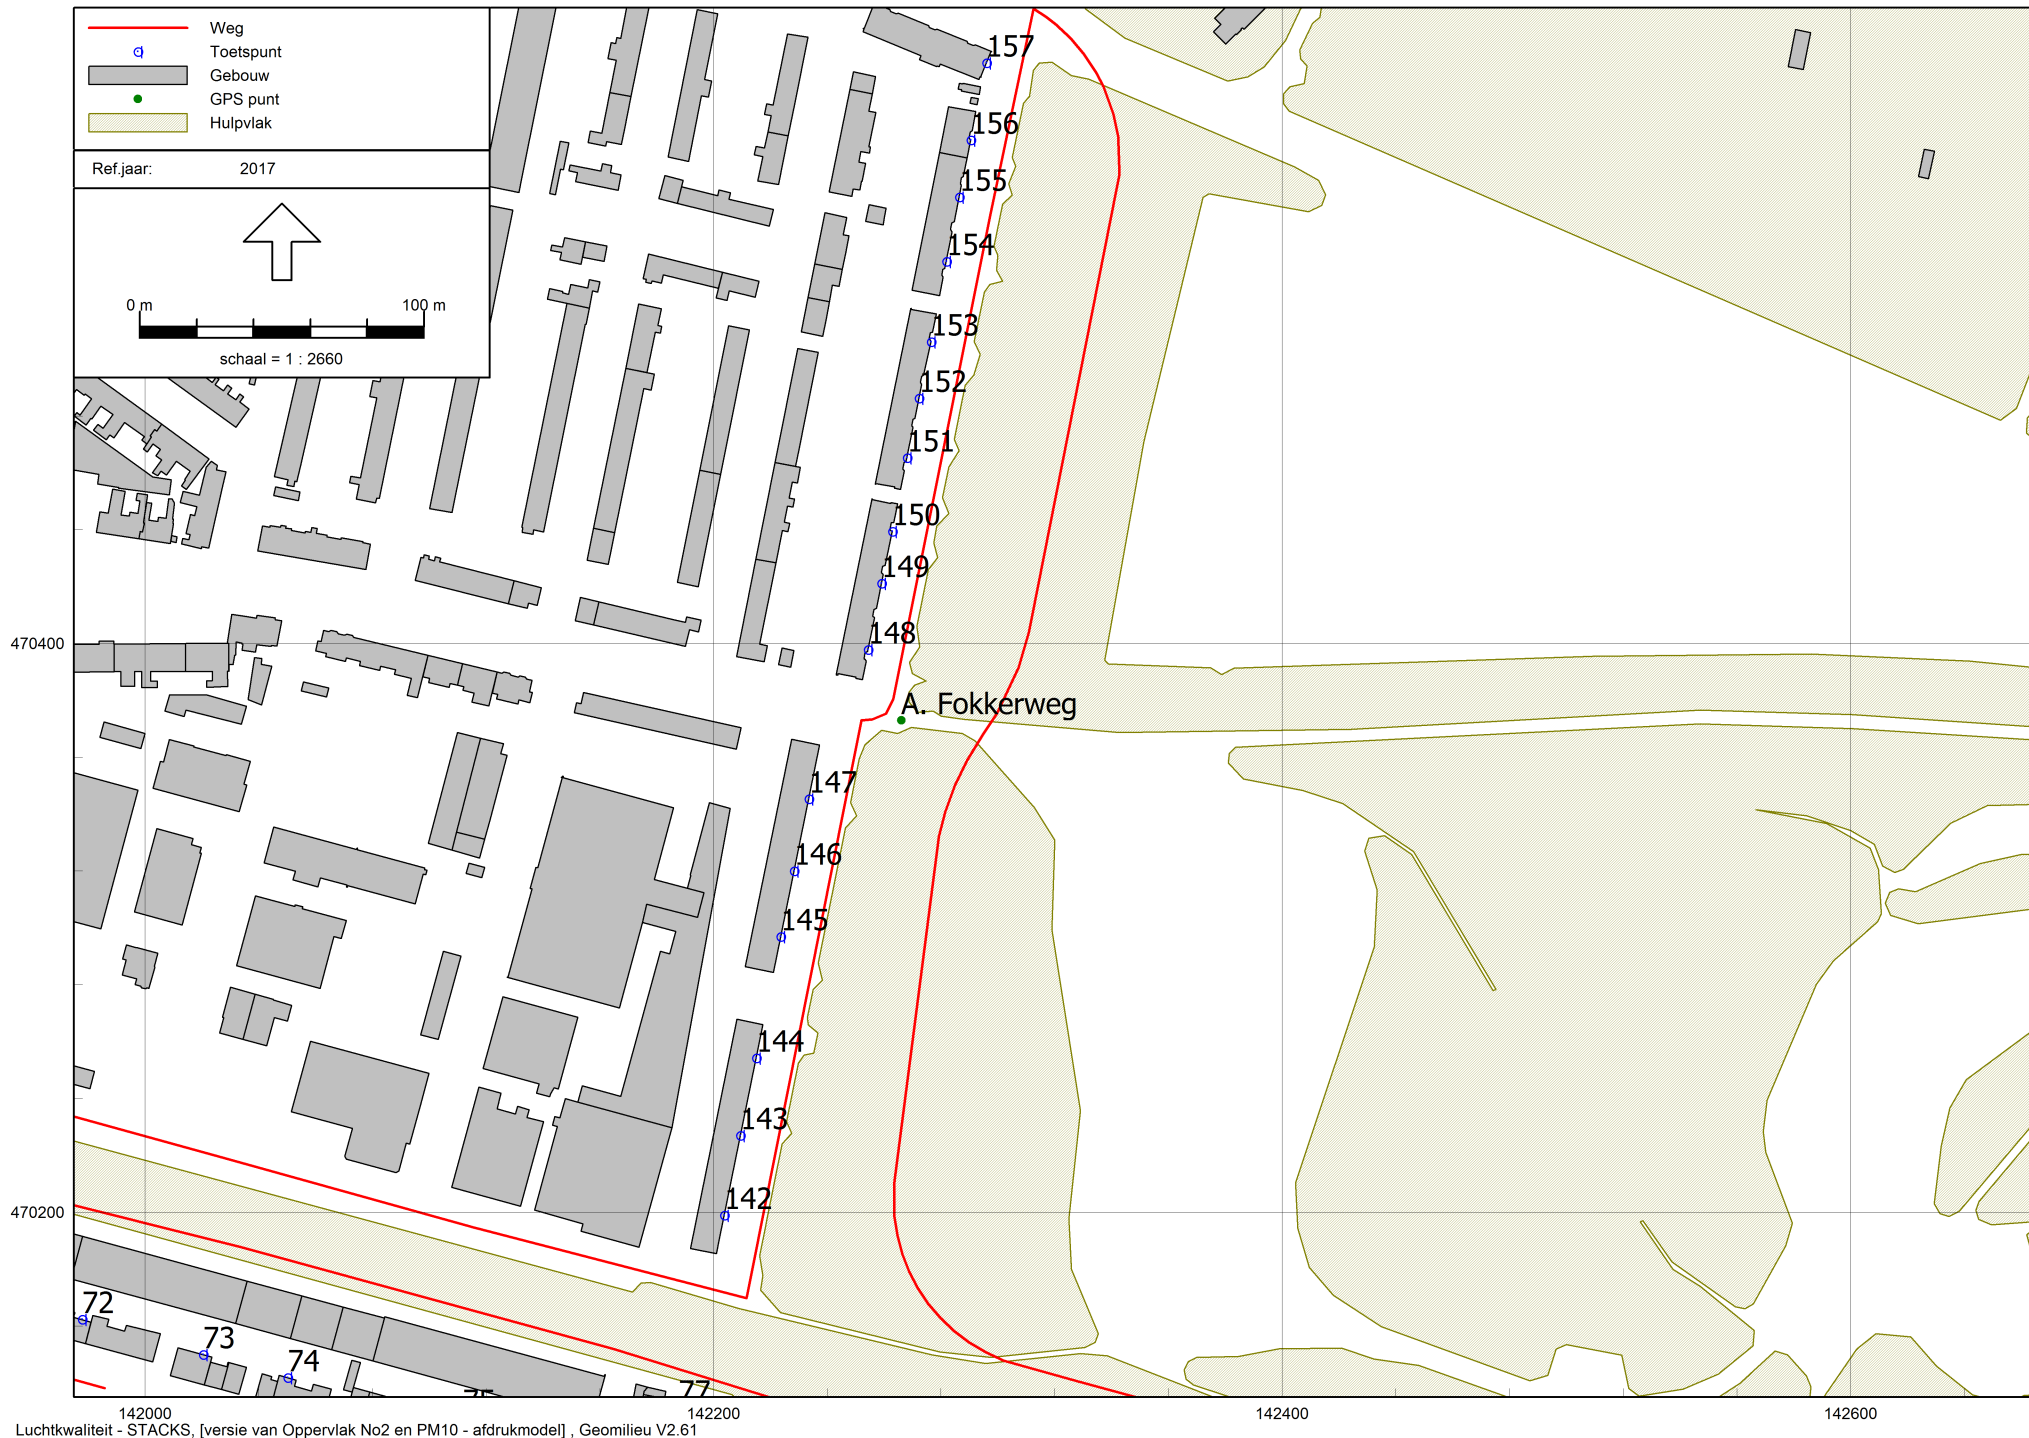 Weg
Toetspunt
Gebouw
GPS punt
Hulpvlak
Ref.jaar: 2017
0 m 100 m
schaal = 1 : 2660
157
156
155
154
153
152
151
150
149
148
A. Fokkerweg
147
146
145
144
143
142
72
73
74
77
470400
470200
142000 142200 142400 142600
Luchtkwaliteit - STACKS, [versie van Oppervlak No2 en PM10 - afdrukmodel] , Geomilieu V2.61